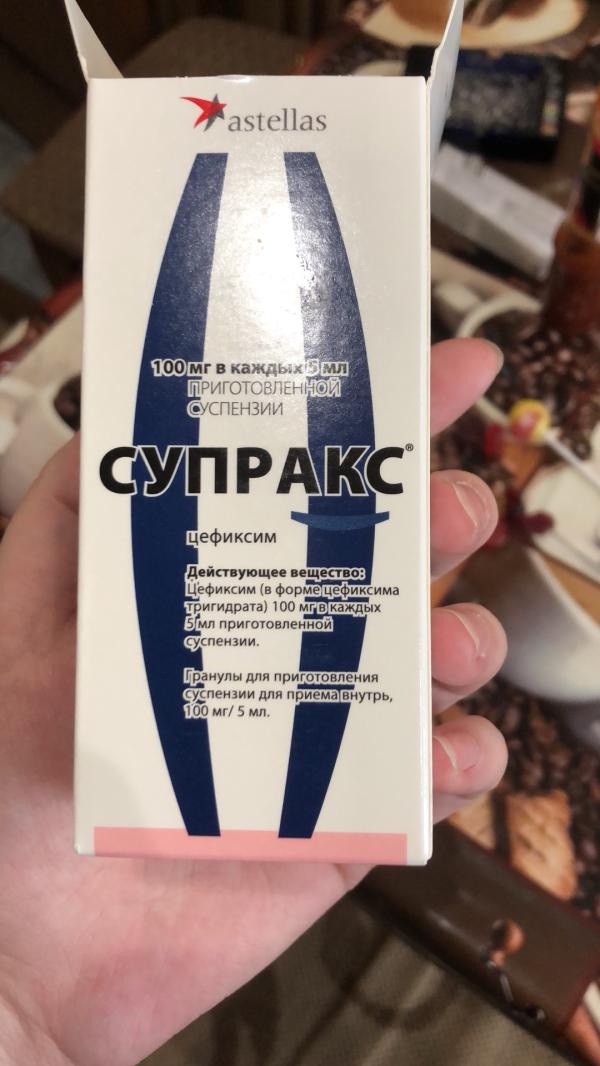 astellas
100 мг в каждых 5 мл
ПРИГОТОВЛЕННОЙ
СУСПЕНЗИИ
СУПРАКС®
цефиксим
Действующее вещество:
Цефиксим (в форме цефиксима
тригидрата) 100 мг в каждых
5 мл приготовленной
суспензии.
Гранулы для приготовления
суспензии для приема внутрь,
100 мг/ 5 мл.